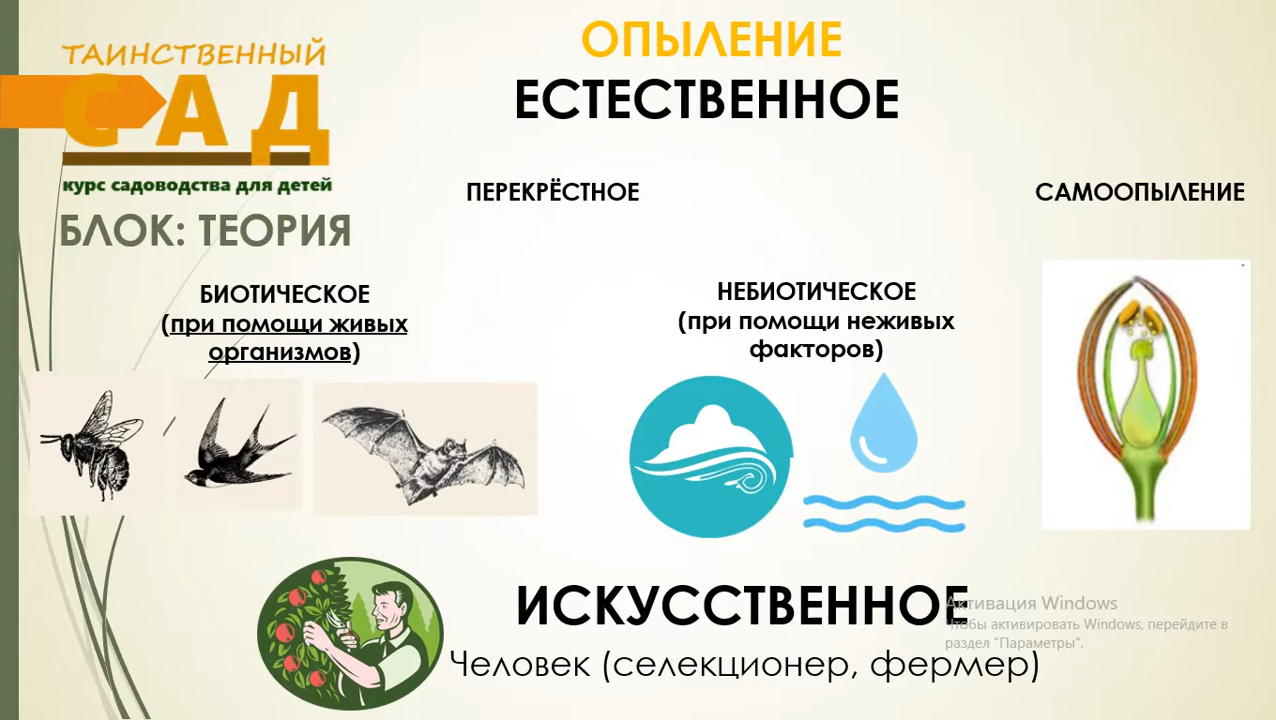 ТАИНСТВЕННЫЙ
САД
курс садоводства для детей
БЛОК: ТЕОРИЯ
ОПЫЛЕНИЕ
ЕСТЕСТВЕННОЕ
ПЕРЕКРЁСТНОЕ
САМООПЫЛЕНИЕ
БИОТИЧЕСКОЕ
(при помощи живых
организмов)
НЕБИОТИЧЕСКОЕ
(при помощи неживых
факторов)
ИСКУССТВЕННОЕ
Человек (селекционер, фермер)
Активация Windows
Чтобы активировать Windows, перейдите в
раздел "Параметры".